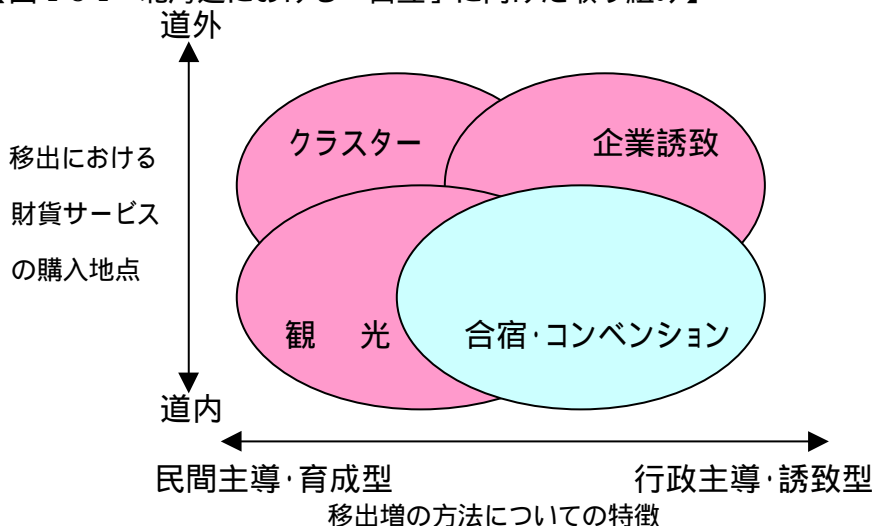 道外
クラスター
企業誘致
移出における
財貨サービス
の購入地点
観 光
合宿・コンベンション
道内
民間主導・育成型
行政主導・誘致型
移出増の方法についての特徴